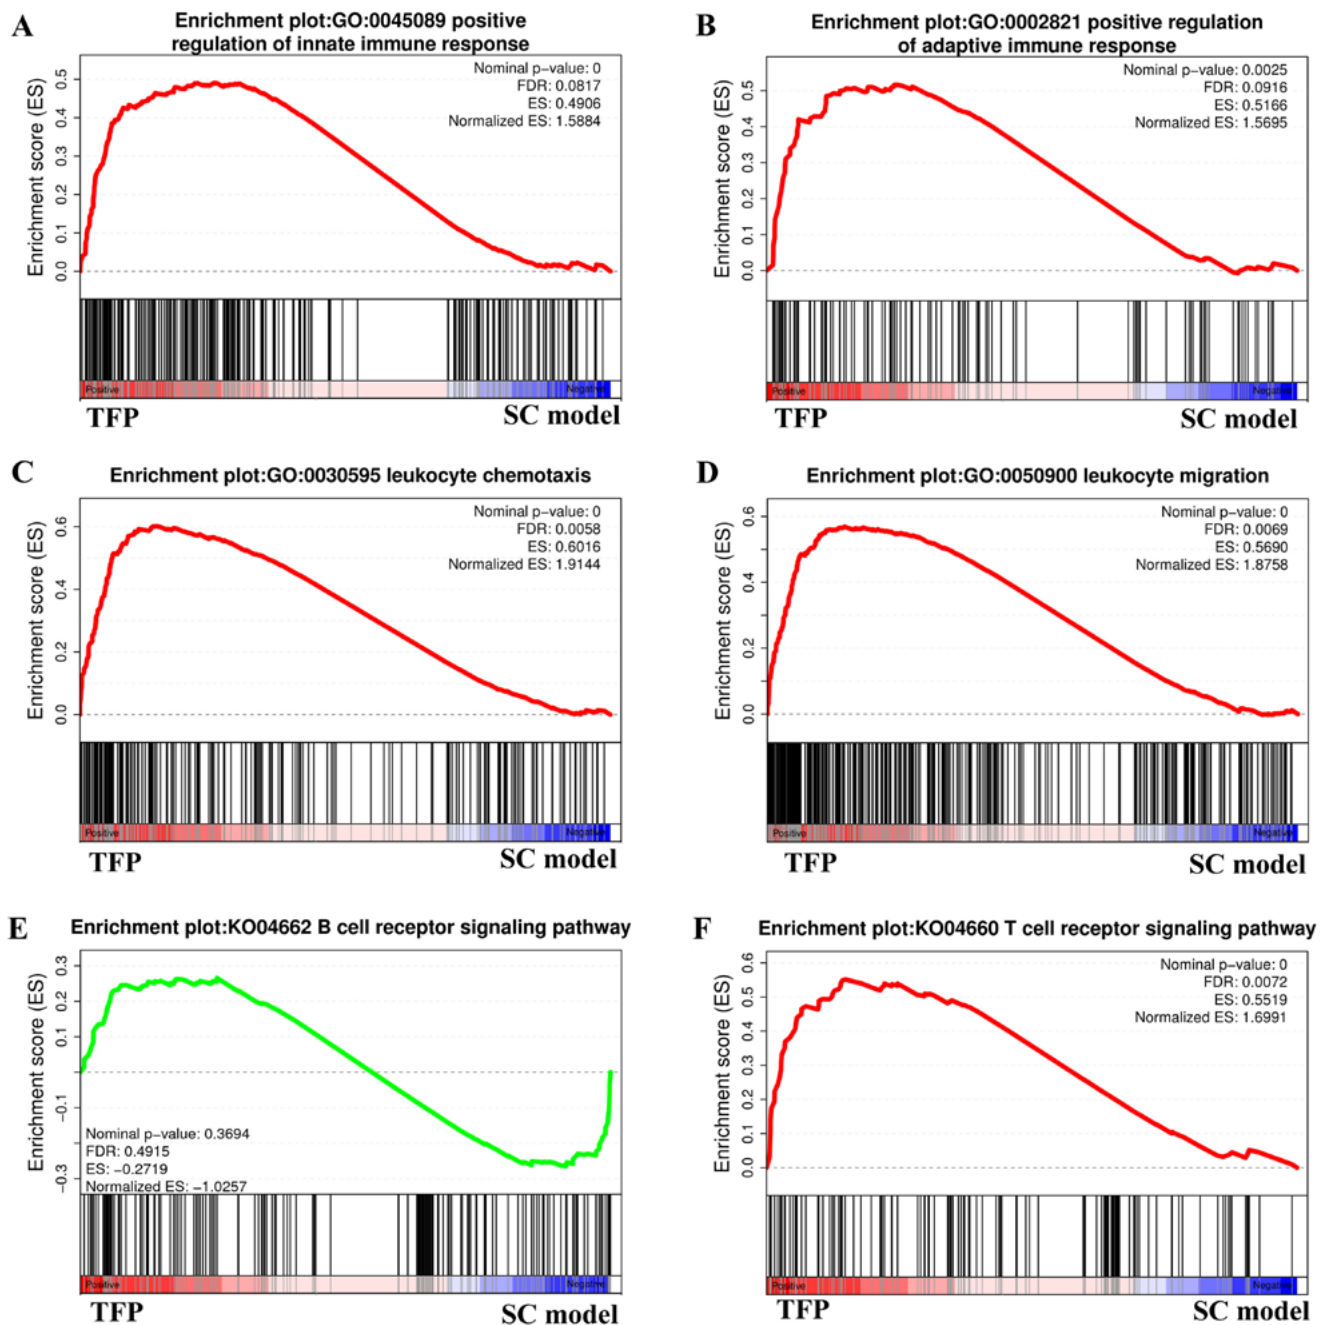 A
Enrichment plot:GO:0045089 positive
regulation of innate immune response
Enrichment score (ES)
0.5
0.4
0.3
0.2
0.1
0.0
Nominal p−value: 0
FDR: 0.0817
ES: 0.4906
Normalized ES: 1.5884
Positive
Negative
TFP
SC model
B
Enrichment plot:GO:0002821 positive regulation
of adaptive immune response
Enrichment score (ES)
0.5
0.4
0.3
0.2
0.1
0.0
Nominal p−value: 0.0025
FDR: 0.0916
ES: 0.5166
Normalized ES: 1.5695
Positive
Negative
TFP
SC model
C
Enrichment plot:GO:0030595 leukocyte chemotaxis
Enrichment score (ES)
0.6
0.4
0.2
0.0
Nominal p−value: 0
FDR: 0.0058
ES: 0.6016
Normalized ES: 1.9144
Positive
Negative
TFP
SC model
D
Enrichment plot:GO:0050900 leukocyte migration
Enrichment score (ES)
0.6
0.4
0.2
0.0
Nominal p−value: 0
FDR: 0.0069
ES: 0.5690
Normalized ES: 1.8758
Positive
Negative
TFP
SC model
E
Enrichment plot:KO04662 B cell receptor signaling pathway
Enrichment score (ES)
0.3
0.2
0.1
−0.1
−0.3
Nominal p−value: 0.3694
FDR: 0.4915
ES: −0.2719
Normalized ES: −1.0257
Positive
Negative
TFP
SC model
F
Enrichment plot:KO04660 T cell receptor signaling pathway
Enrichment score (ES)
0.6
0.5
0.4
0.3
0.2
0.1
0.0
Nominal p−value: 0
FDR: 0.0072
ES: 0.5519
Normalized ES: 1.6991
Positive
Negative
TFP
SC model